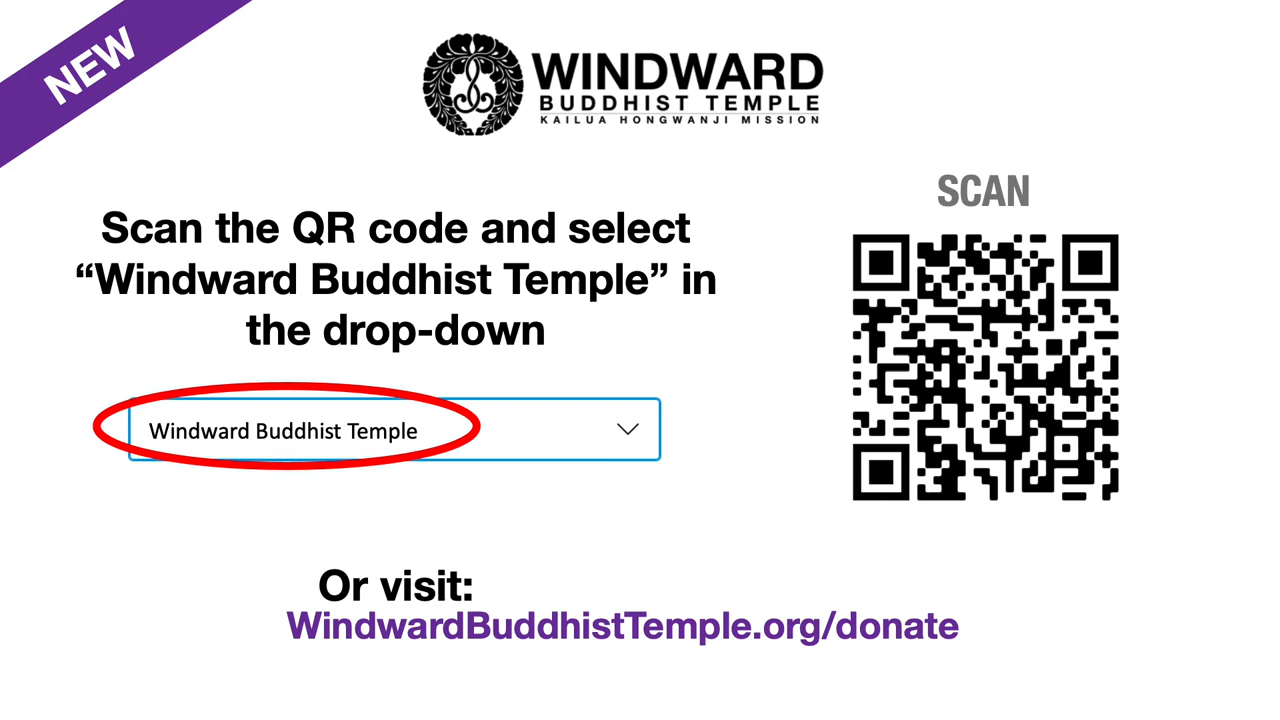 NEW
WINDWARD
BUDDHIST TEMPLE
KAILUA HONGWANJI MISSION
SCAN
Scan the QR code and select
“Windward Buddhist Temple” in
the drop-down
Windward Buddhist Temple
Or visit:
WindwardBuddhistTemple.org/donate